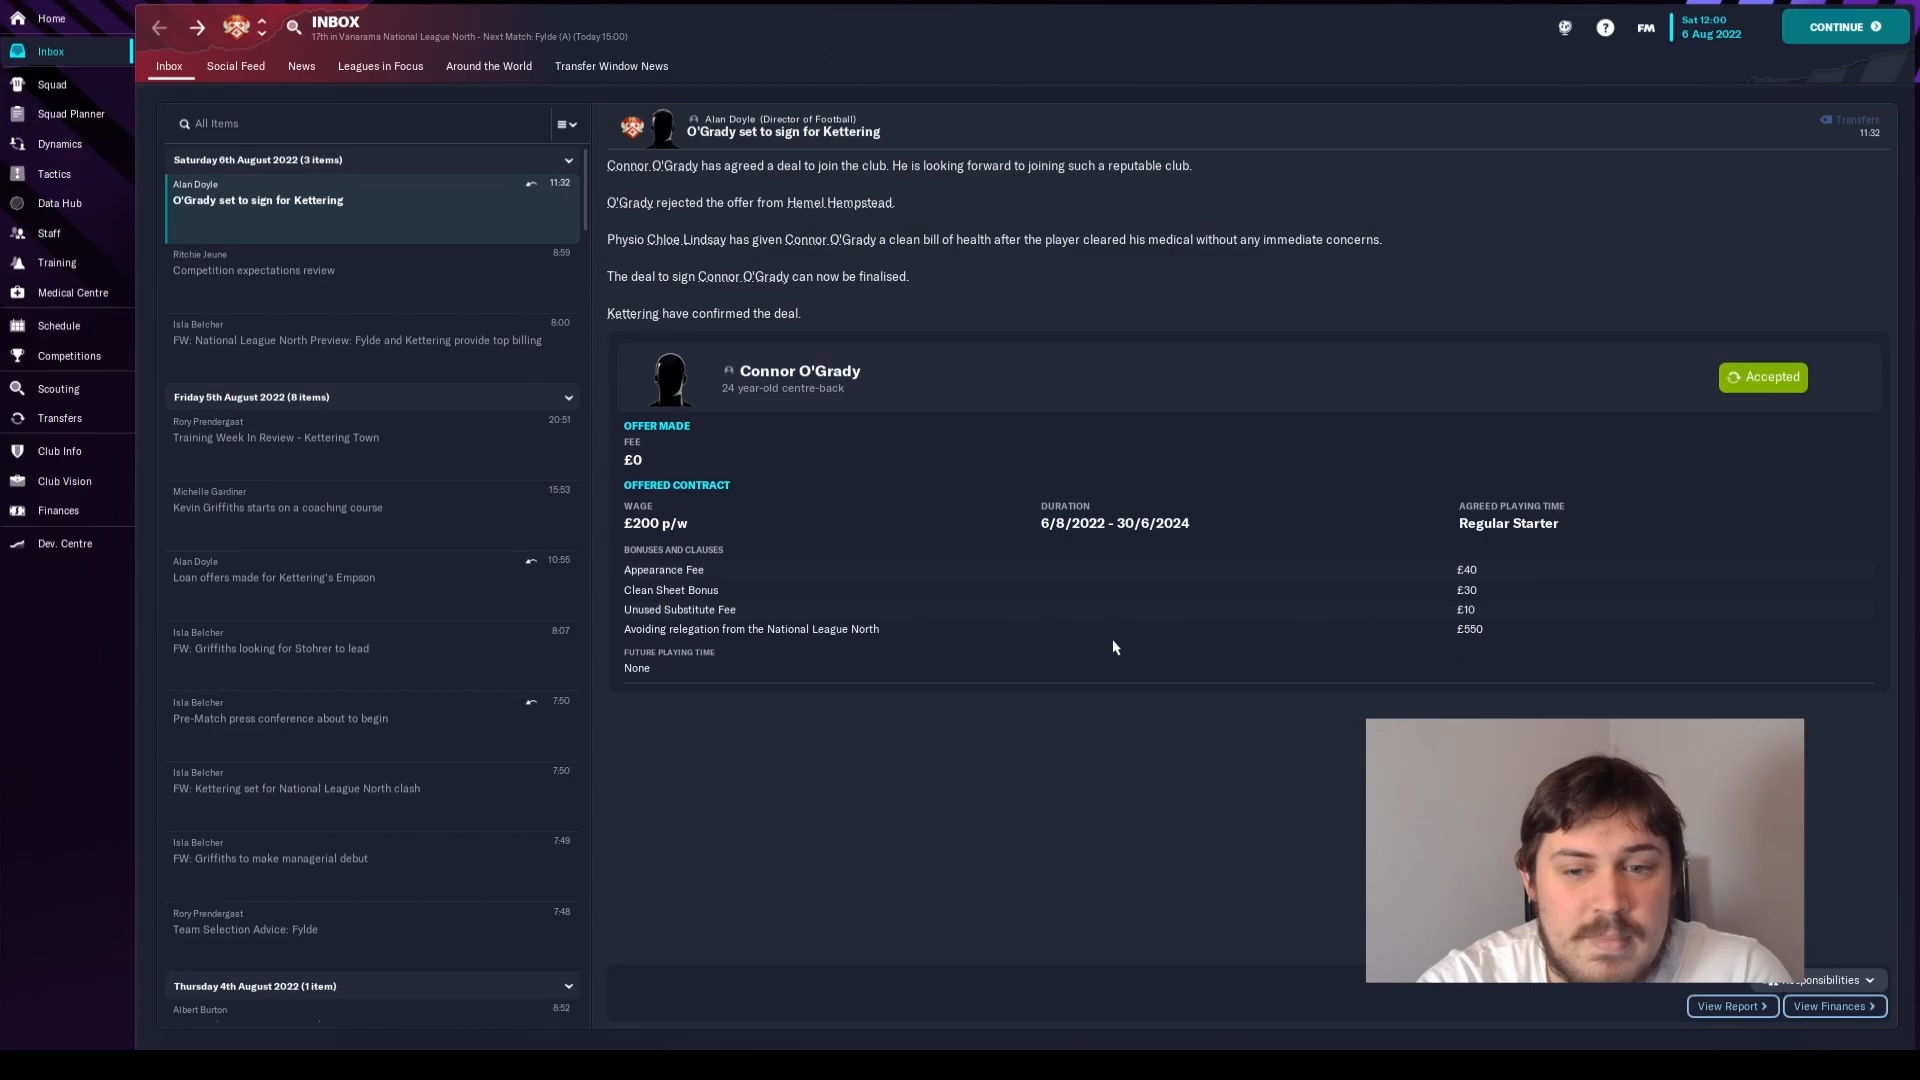 Home
Inbox
Squad
Squad Planner
Dynamics
Tactics
Data Hub
Staff
Training
Medical Centre
Schedule
Competitions
Scouting
Transfers
Club Info
Club Vision
Finances
Dev. Centre
INBOX
17th in Vanarama National League North - Next Match: Fylde (A) (Today 15:00)
FM
Sat 12:00
6 Aug 2022
CONTINUE
Inbox Social Feed News Leagues in Focus Around the World Transfer Window News
All Items
Saturday 6th August 2022 (3 items)
Alan Doyle 11:32
O'Grady set to sign for Kettering
Ritchie Jeune 8:59
Competition expectations review
Isla Belcher 8:00
FW: National League North Preview: Fylde and Kettering provide top billing
Friday 5th August 2022 (8 items)
Rory Prendergast 20:51
Training Week In Review - Kettering Town
Michelle Gardiner 15:53
Kevin Griffiths starts on a coaching course
Alan Doyle 10:55
Loan offers made for Kettering's Empson
Isla Belcher 8:07
FW: Griffiths looking for Stohrer to lead
Isla Belcher 7:50
Pre-Match press conference about to begin
Isla Belcher 7:50
FW: Kettering set for National League North clash
Isla Belcher 7:49
FW: Griffiths to make managerial debut
Rory Prendergast 7:48
Team Selection Advice: Fylde
Thursday 4th August 2022 (1 item)
Albert Burton 8:52
Alan Doyle (Director of Football)
O'Grady set to sign for Kettering
Transfers
11:32
Connor O'Grady has agreed a deal to join the club. He is looking forward to joining such a reputable club.
O'Grady rejected the offer from Hemel Hempstead.
Physio Chloe Lindsay has given Connor O'Grady a clean bill of health after the player cleared his medical without any immediate concerns.
The deal to sign Connor O'Grady can now be finalised.
Kettering have confirmed the deal.
Connor O'Grady
24 year-old centre-back
Accepted
OFFER MADE
FEE
£0
OFFERED CONTRACT
WAGE DURATION AGREED PLAYING TIME
£200 p/w 6/8/2022 - 30/6/2024 Regular Starter
BONUSES AND CLAUSES
Appearance Fee £40
Clean Sheet Bonus £30
Unused Substitute Fee £10
Avoiding relegation from the National League North £550
FUTURE PLAYING TIME
None
View Report
View Finances